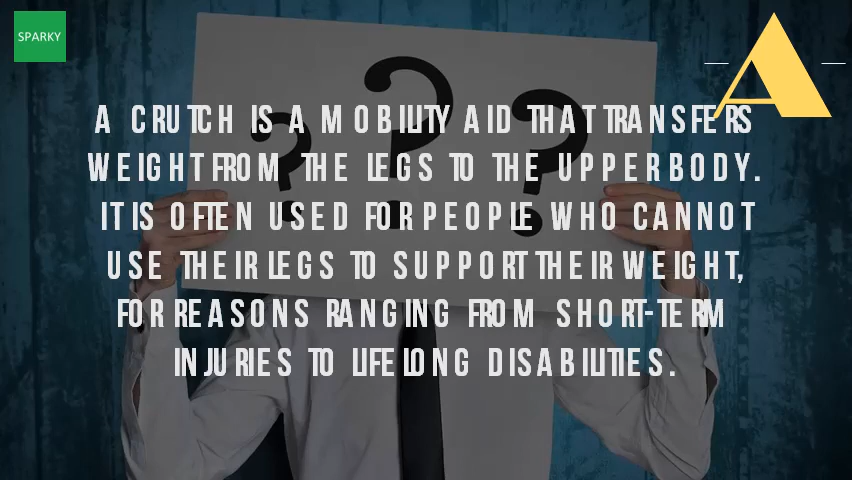 SPARKY
A
A CRUTCH IS A MOBILITY AID THAT TRANSFERS
WEIGHT FROM THE LEGS TO THE UPPER BODY.
IT IS OFTEN USED FOR PEOPLE WHO CANNOT
USE THEIR LEGS TO SUPPORT THEIR WEIGHT,
FOR REASONS RANGING FROM SHORT-TERM
INJURIES TO LIFELONG DISABILITIES.
? ? ?